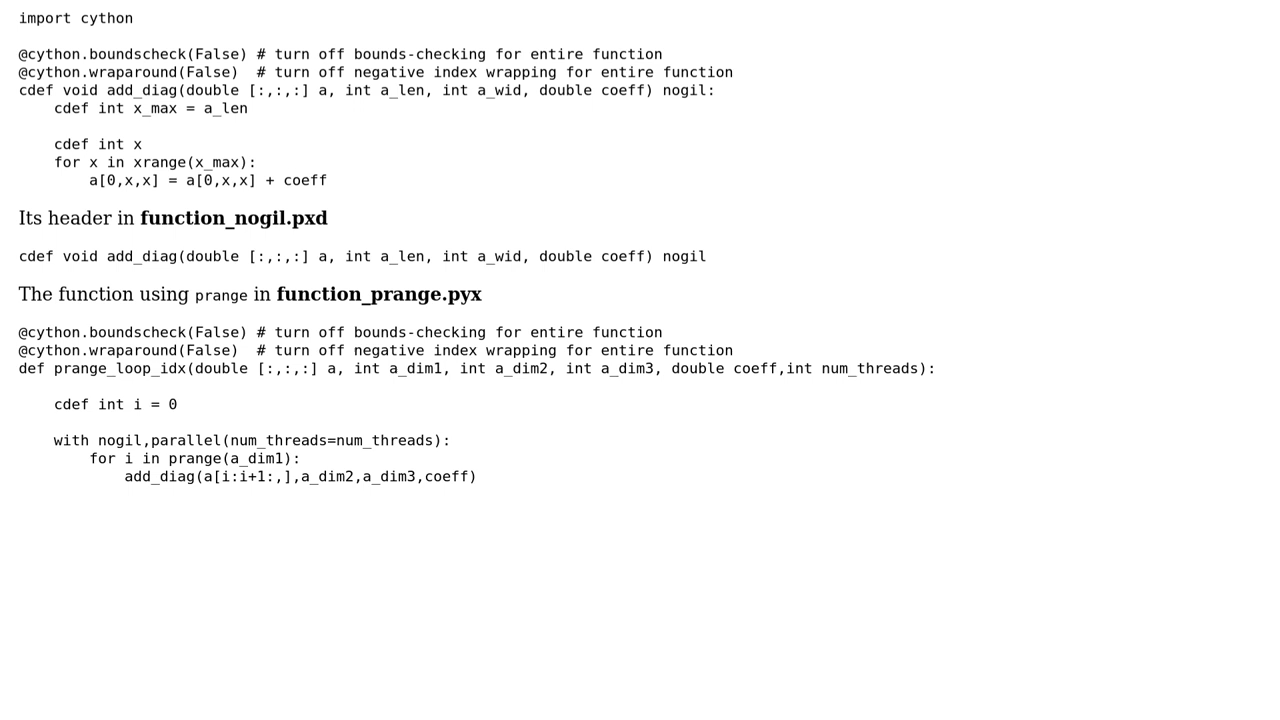 import cython

@cython.boundscheck(False) # turn off bounds-checking for entire function
@cython.wraparound(False)  # turn off negative index wrapping for entire function
cdef void add_diag(double [:,:,:] a, int a_len, int a_wid, double coeff) nogil:
    cdef int x_max = a_len

    cdef int x
    for x in xrange(x_max):
        a[0,x,x] = a[0,x,x] + coeff

Its header in function_nogil.pxd

cdef void add_diag(double [:,:,:] a, int a_len, int a_wid, double coeff) nogil

The function using prange in function_prange.pyx

@cython.boundscheck(False) # turn off bounds-checking for entire function
@cython.wraparound(False)  # turn off negative index wrapping for entire function
def prange_loop_idx(double [:,:,:] a, int a_dim1, int a_dim2, int a_dim3, double coeff,int num_threads):

    cdef int i = 0

    with nogil,parallel(num_threads=num_threads):
        for i in prange(a_dim1):
            add_diag(a[i:i+1:,],a_dim2,a_dim3,coeff)